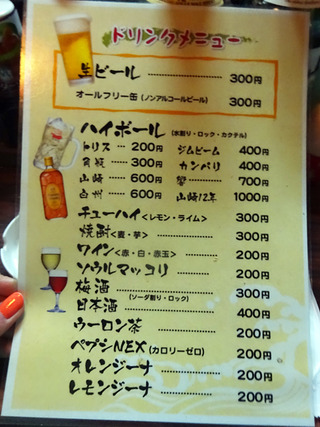 ドリンクメニュー
生ビール 300円
オールフリー缶(ノンアルコールビール) 300円
ハイボール(水割り・ロック・カクテル)
トリス … 200円 ジムビーム 400円
角瓶 …… 300円 カンパリ 400円
山崎 …… 600円 響 …… 700円
白州 …… 600円 山崎12年 1000円
チューハイ<レモン・ライム> 300円
焼酎<麦・芋> 300円
ワイン<赤・白・赤玉> 200円
ソウルマッコリ 200円
梅酒(ソーダ割り・ロック) 300円
日本酒 400円
ウーロン茶 200円
ペプシNEX(カロリーゼロ) 200円
オレンジーナ 200円
レモンジーナ 200円